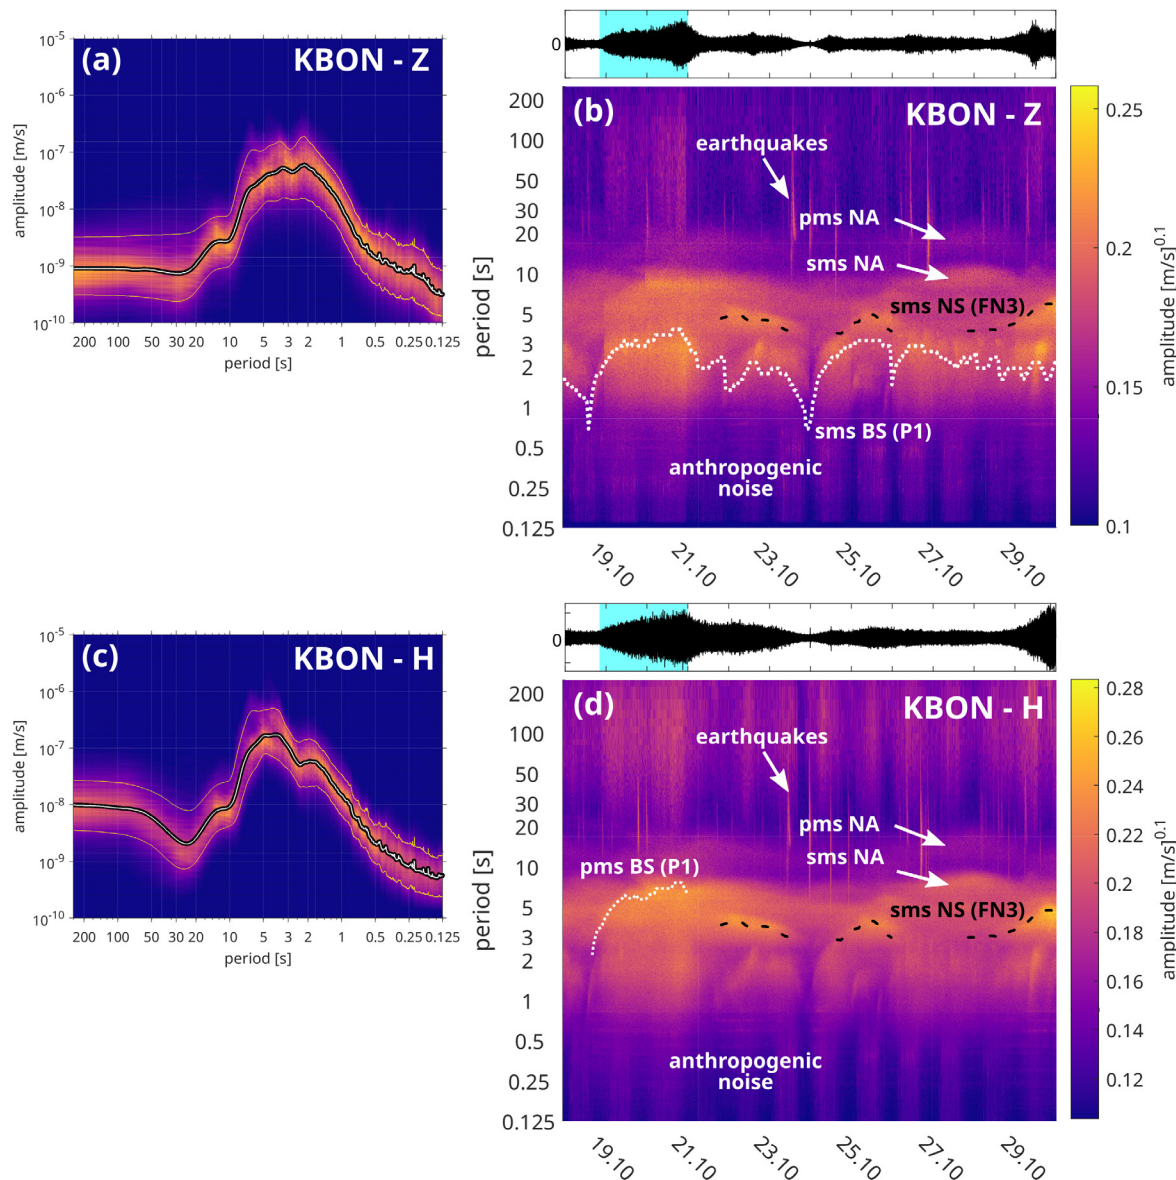 (a) KBON - Z
10-5
10-6
10-7
10-8
10-9
10-10
amplitude [m/s]
200 100 50 30 20 10 5 3 2 1 0.5 0.25 0.125
period [s]
0
(b) KBON - Z
earthquakes
pms NA
sms NA
sms NS (FN3)
sms BS (P1)
anthropogenic
noise
200
100
50
30
20
10
5
3
2
1
0.5
0.25
0.125
period [s]
19.10 21.10 23.10 25.10 27.10 29.10
0.25
0.2
0.15
0.1
amplitude [m/s]0.1
(c) KBON - H
10-5
10-6
10-7
10-8
10-9
10-10
amplitude [m/s]
200 100 50 30 20 10 5 3 2 1 0.5 0.25 0.125
period [s]
0
(d) KBON - H
earthquakes
pms NA
sms NA
pms BS (P1)
sms NS (FN3)
anthropogenic
noise
200
100
50
30
20
10
5
3
2
1
0.5
0.25
0.125
period [s]
19.10 21.10 23.10 25.10 27.10 29.10
0.28
0.26
0.24
0.22
0.2
0.18
0.16
0.14
0.12
amplitude [m/s]0.1